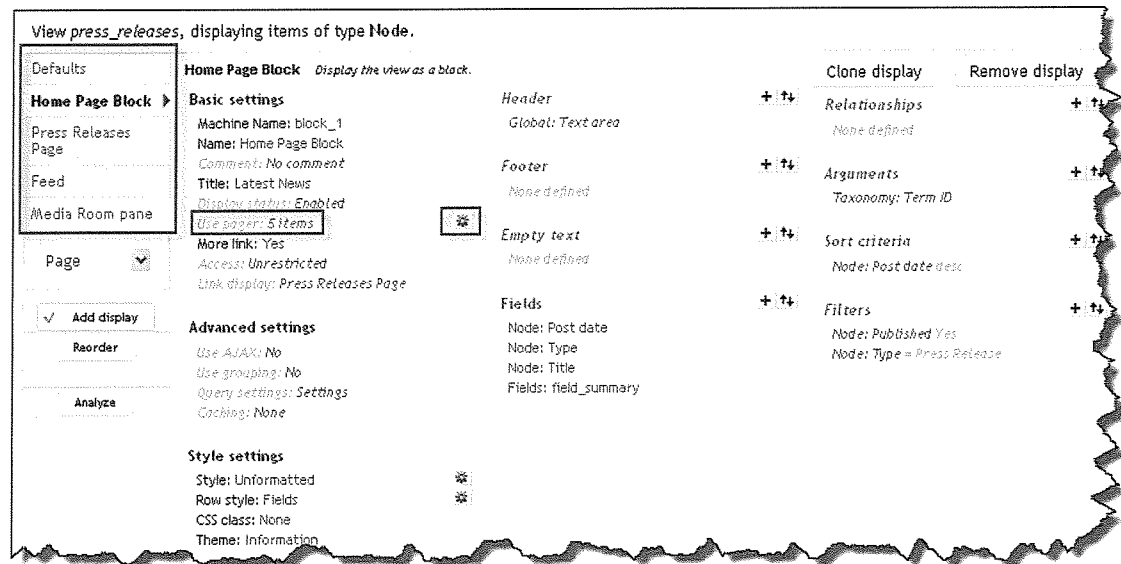 View press_releases, displaying items of type Node.
Defaults
Home Page Block
Press Releases
Page
Feed
Media Room pane
Page
Add display
Reorder
Analyze
Home Page Block Display the view as a block.
Basic settings
Machine Name: block_1
Name: Home Page Block
Comment: No comment
Title: Latest News
Display status: Enabled
Use pager: 5 items
More link: Yes
Access: Unrestricted
Link display: Press Releases Page
Advanced settings
Use AJAX: No
Use grouping: No
Query settings: Settings
Caching: None
Style settings
Style: Unformatted
Row style: Fields
CSS class: None
Theme: Information
Header
Global: Text area
Footer
None defined
Empty text
None defined
Fields
Node: Post date
Node: Type
Node: Title
Fields: field_summary
Clone display Remove display
Relationships
None defined
Arguments
Taxonomy: Term ID
Sort criteria
Node: Post date desc
Filters
Node: Published Yes
Node: Type = Press Release